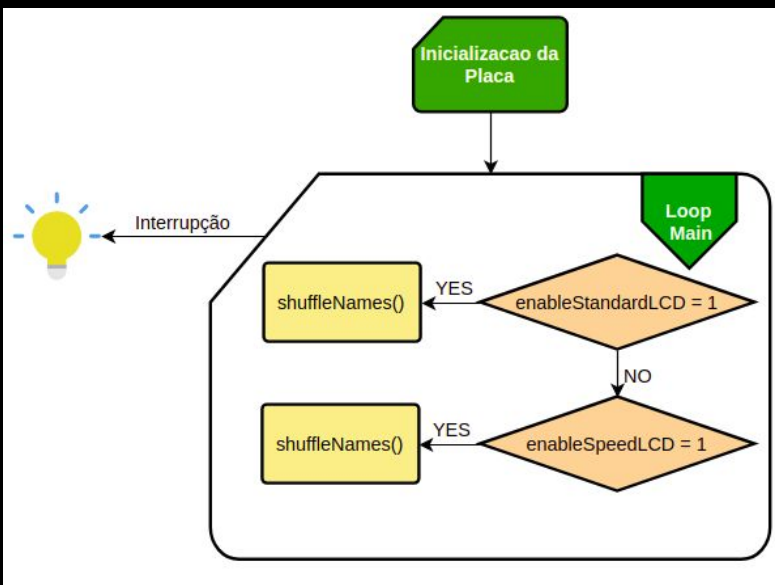 Inicializacao da
Placa
Loop
Main
Interrupção
shuffleNames()
YES
enableStandardLCD = 1
NO
shuffleNames()
YES
enableSpeedLCD = 1